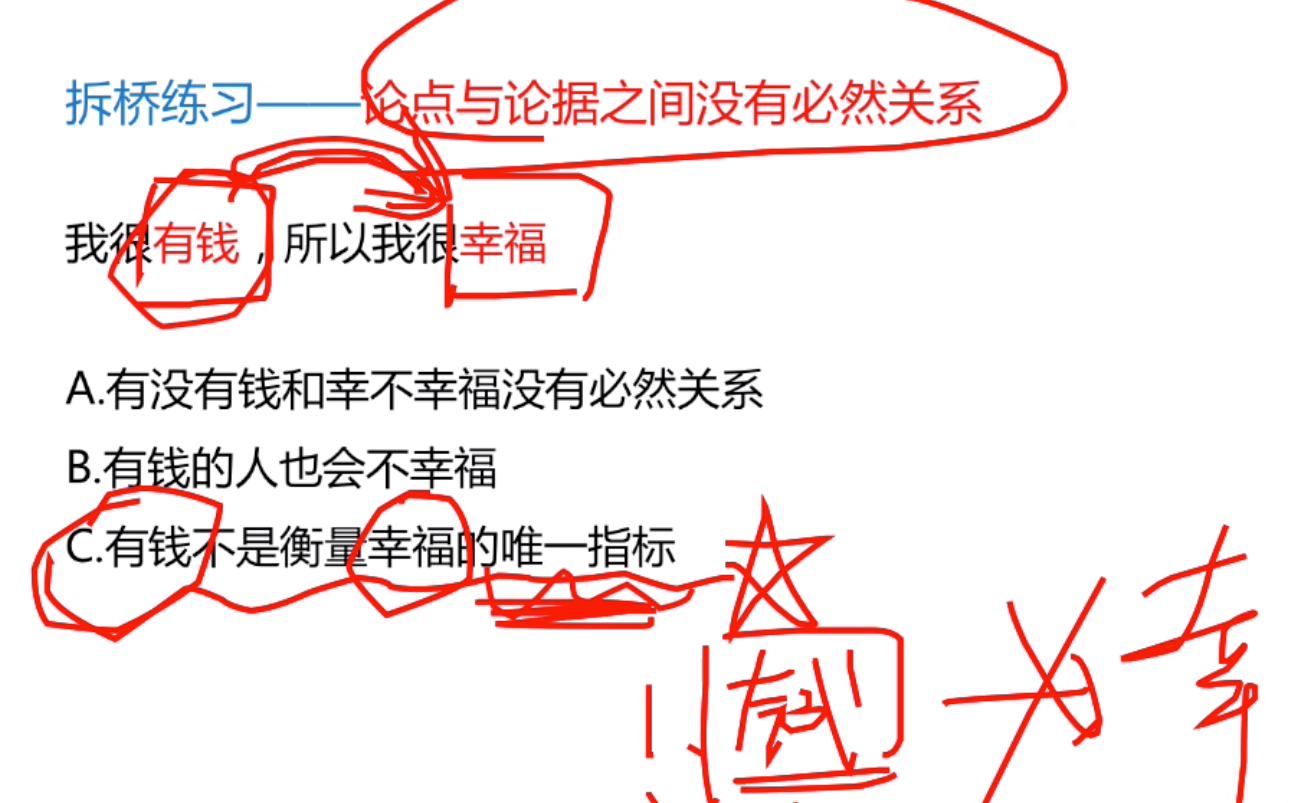 拆桥练习——论点与论据之间没有必然关系
我很有钱，所以我很幸福
A.有没有钱和幸不幸福没有必然关系
B.有钱的人也会不幸福
C.有钱不是衡量幸福的唯一指标
幸